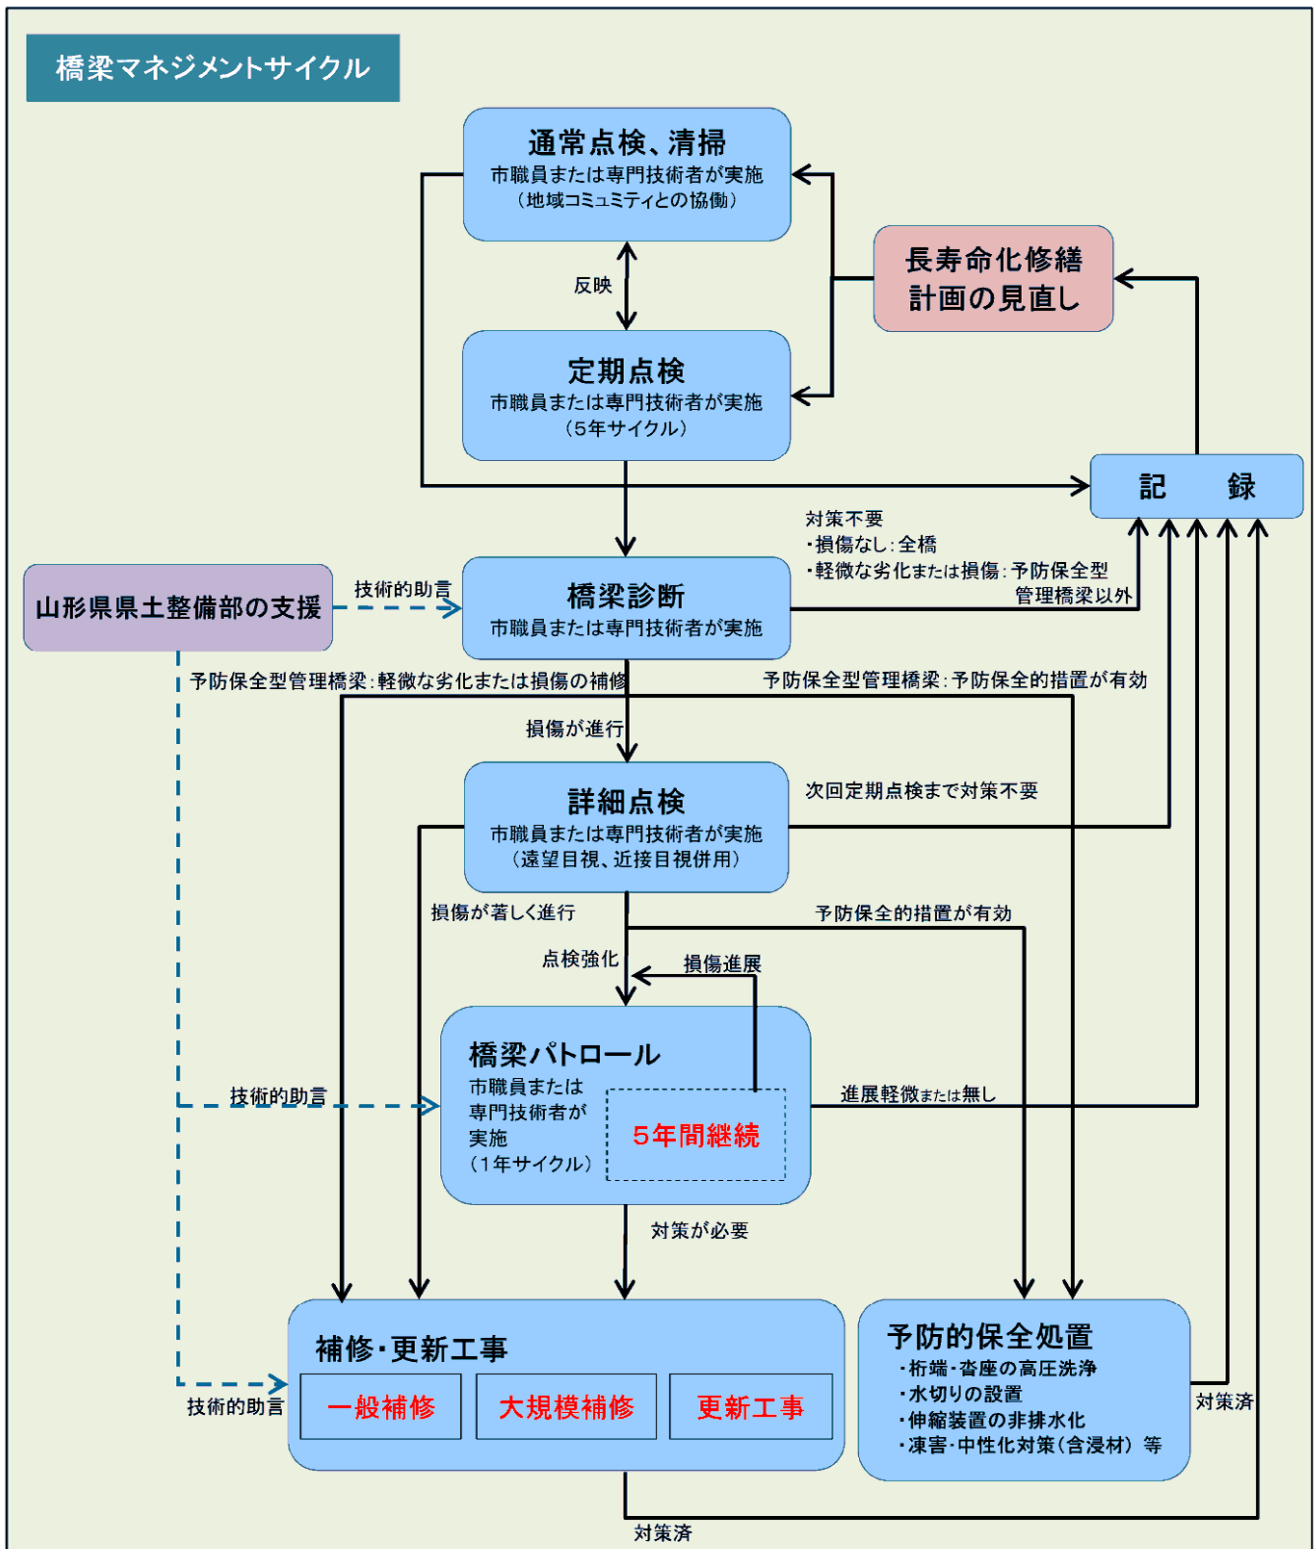 橋梁マネジメントサイクル
通常点検、清掃
市職員または専門技術者が実施
(地域コミュミティとの協働)
反映
長寿命化修繕
計画の見直し
定期点検
市職員または専門技術者が実施
(5年サイクル)
記　録
対策不要
・損傷なし:全橋
・軽微な劣化または損傷:予防保全型
管理橋梁以外
山形県県土整備部の支援
技術的助言
橋梁診断
市職員または専門技術者が実施
予防保全型管理橋梁:軽微な劣化または損傷の補修
予防保全型管理橋梁:予防保全的措置が有効
損傷が進行
詳細点検
市職員または専門技術者が実施
(遠望目視、近接目視併用)
次回定期点検まで対策不要
損傷が著しく進行
予防保全的措置が有効
点検強化
損傷進展
橋梁パトロール
市職員または
専門技術者が
実施
(1年サイクル)
5年間継続
技術的助言
進展軽微または無し
対策が必要
補修・更新工事
一般補修
大規模補修
更新工事
技術的助言
予防的保全処置
・桁端・沓座の高圧洗浄
・水切りの設置
・伸縮装置の非排水化
・凍害・中性化対策(含浸材) 等
対策済
対策済